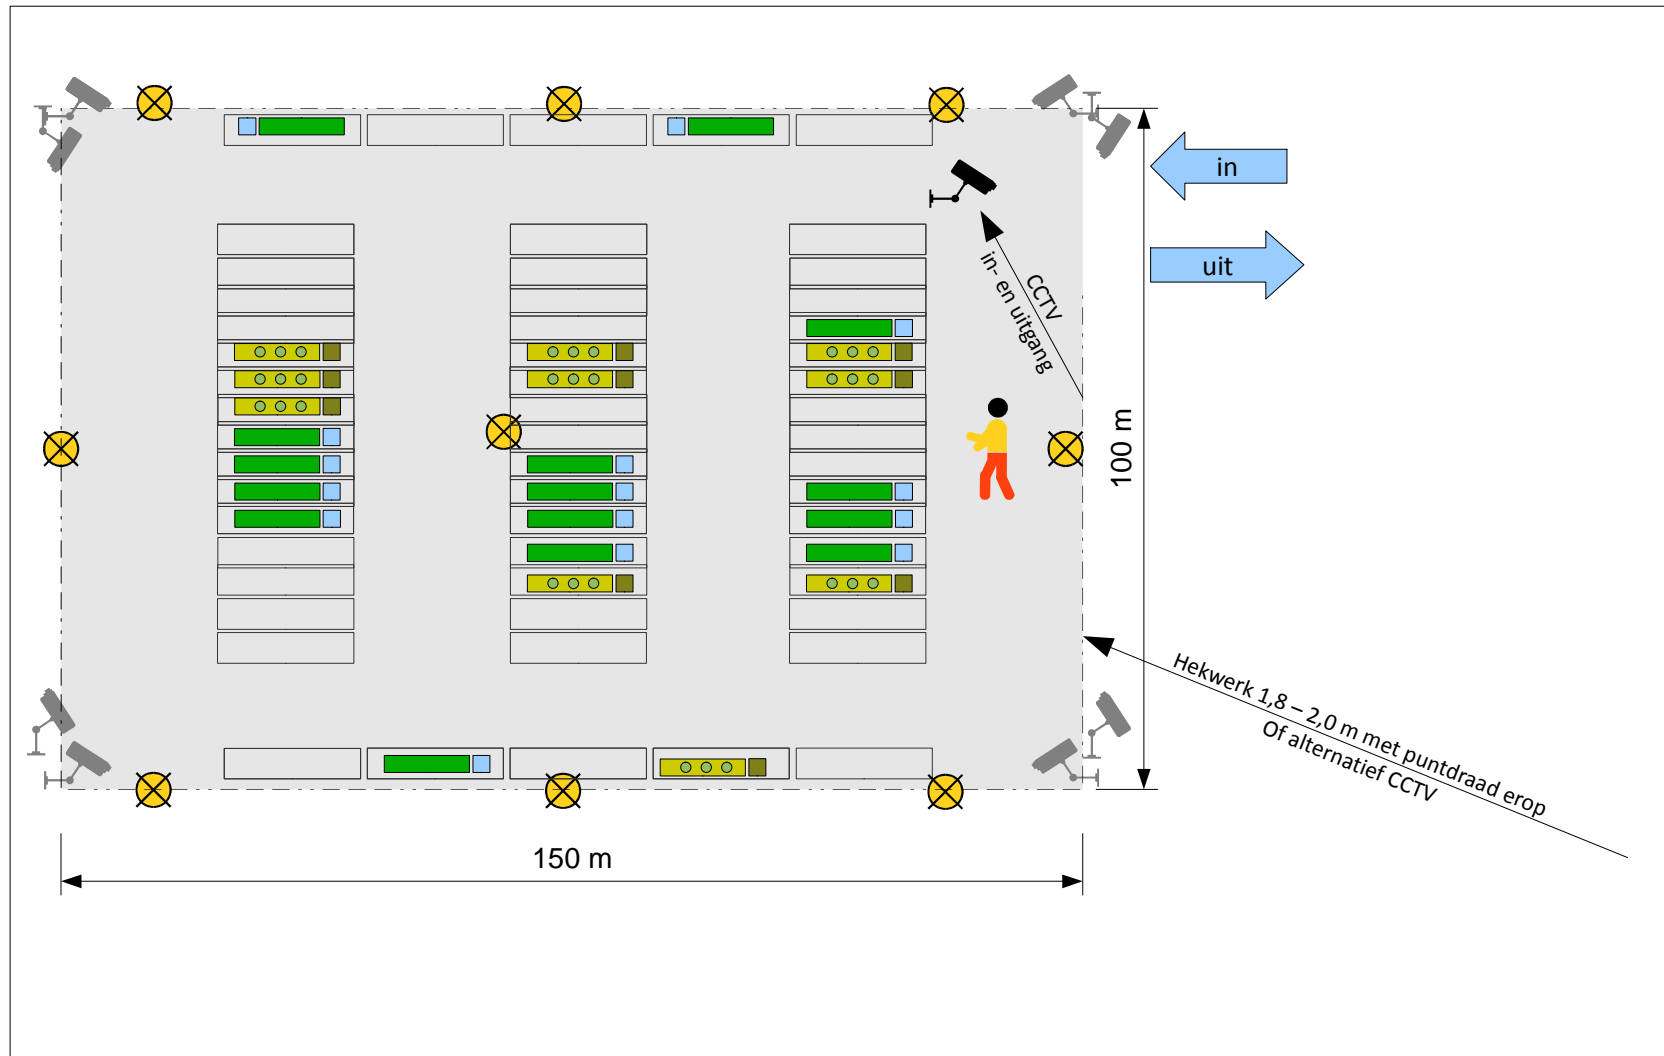 in
uit
CCTV
in- en uitgang
100 m
Hekwerk 1,8 – 2,0 m met puntdraad erop
Of alternatief CCTV
150 m